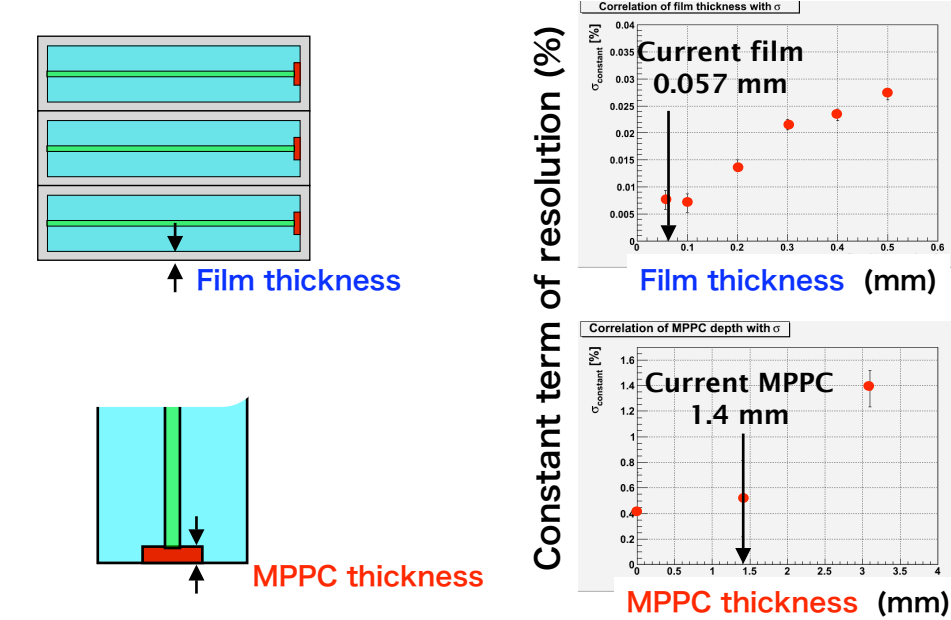 Film thickness
MPPC thickness
Constant term of resolution (%)
Correlation of film thickness with σ
σconstant [%]
0.04
0.035
0.03
0.025
0.02
0.015
0.01
0.005
0
Current film
0.057 mm
0 0.1 0.2 0.3 0.4 0.5 0.6
Film thickness (mm)
Correlation of MPPC depth with σ
σconstant [%]
1.6
1.4
1.2
1
0.8
0.6
0.4
0.2
0
Current MPPC
1.4 mm
0 0.5 1 1.5 2 2.5 3 3.5 4
MPPC thickness (mm)